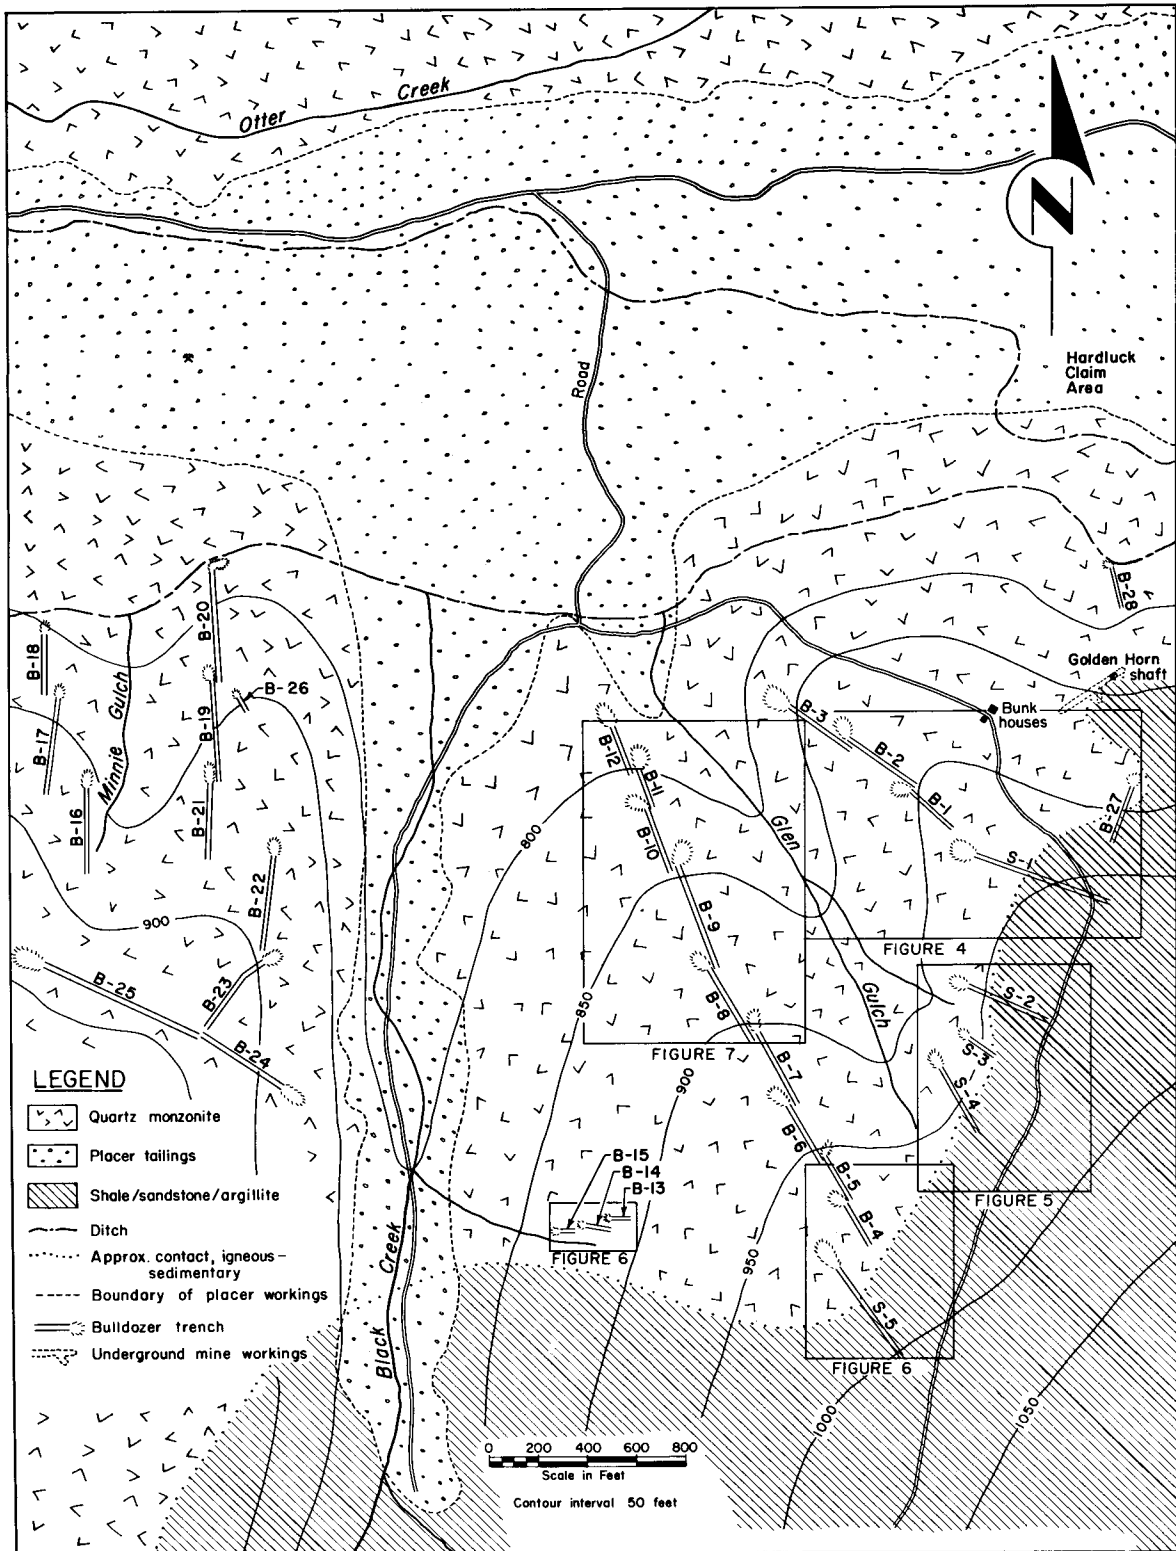 Otter Creek
N
Hardluck
Claim
Area
Road
B-28
Golden Horn
shaft
B-20
B-18
Minnie Gulch
B-26
B-17
B-19
B-3
Bunk
houses
B-12
B-2
B-11
B-1
B-27
B-16
B-21
800
Glen Gulch
B-10
S-1
B-22
900
B-9
FIGURE 4
B-25
B-23
850
B-8
S-2
FIGURE 7
S-3
B-24
B-7
900
S-4
B-6
LEGEND
Quartz monzonite
Placer tailings
Shale/sandstone/argillite
Ditch
Approx. contact, igneous-
sedimentary
Boundary of placer workings
Bulldozer trench
Underground mine workings
B-15
B-14
B-13
FIGURE 6
B-5
B-4
FIGURE 5
950
Black Creek
S-5
FIGURE 6
1000
1050
0 200 400 600 800
Scale in Feet
Contour interval 50 feet